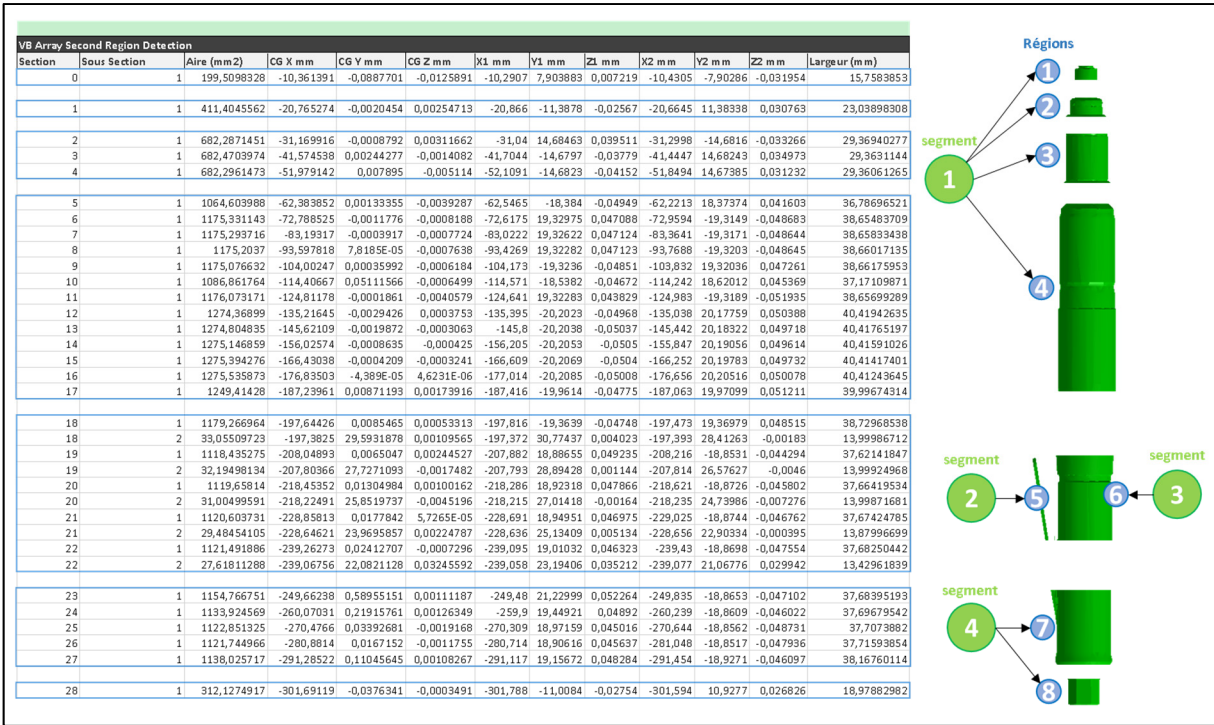 VB Array Second Region Detection
Section Sous Section Aire (mm2) CG X mm CG Y mm CG Z mm X1 mm Y1 mm Z1 mm X2 mm Y2 mm Z2 mm Largeur (mm)
0 1 199,5098328 -10,361391 -0,0887701 -0,0125891 -10,2907 7,903883 0,007219 -10,4305 -7,90286 -0,031954 15,7583853
1 1 411,4045562 -20,765274 -0,0020454 0,00254713 -20,866 -11,3878 -0,02567 -20,6645 11,38338 0,030763 23,03898308
2 1 682,2871451 -31,169916 -0,0008792 0,00311662 -31,04 14,68463 0,039511 -31,2998 -14,6816 -0,033266 29,36940277
3 1 682,4703974 -41,574538 0,00244277 -0,0014082 -41,7044 -14,6797 -0,03779 -41,4447 14,68243 0,034973 29,3631144
4 1 682,2961473 -51,979142 0,007895 -0,005114 -52,1091 -14,6823 -0,04152 -51,8494 14,67385 0,031232 29,36061265
5 1 1064,603988 -62,383852 0,00133355 -0,0039287 -62,5465 -18,384 -0,04949 -62,2213 18,37374 0,041603 36,78696521
6 1 1175,331143 -72,788525 -0,0011776 -0,0008188 -72,6175 19,32975 0,047088 -72,9594 -19,3149 -0,048683 38,65483709
7 1 1175,293716 -83,19317 -0,0003917 -0,0007724 -83,0222 19,32622 0,047124 -83,3641 -19,3171 -0,048644 38,65833438
8 1 1175,2037 -93,597818 7,8185E-05 -0,0007638 -93,4269 19,32282 0,047123 -93,7688 -19,3203 -0,048645 38,66017135
9 1 1175,076632 -104,00247 0,00035992 -0,0006184 -104,173 -19,3236 -0,04851 -103,832 19,32036 0,047261 38,66175953
10 1 1086,861764 -114,40667 0,05111566 -0,0006499 -114,571 -18,5382 -0,04672 -114,242 18,62012 0,045369 37,17109871
11 1 1176,073171 -124,81178 -0,0001861 -0,0040579 -124,641 19,32283 0,043829 -124,983 -19,3189 -0,051935 38,65699289
12 1 1274,36899 -135,21645 -0,0029426 0,0003753 -135,395 -20,2023 -0,04968 -135,038 20,17759 0,050388 40,41942635
13 1 1274,804835 -145,62109 -0,0019872 -0,0003063 -145,8 -20,2038 -0,05037 -145,442 20,18322 0,049718 40,41765197
14 1 1275,146859 -156,02574 -0,0008635 -0,000425 -156,205 -20,2053 -0,0505 -155,847 20,19056 0,049614 40,41591026
15 1 1275,394276 -166,43038 -0,0004209 -0,0003241 -166,609 -20,2069 -0,0504 -166,252 20,19783 0,049732 40,41417401
16 1 1275,535873 -176,83503 -4,389E-05 4,6231E-06 -177,014 -20,2085 -0,05008 -176,656 20,20516 0,050078 40,41243645
17 1 1249,41428 -187,23961 0,00871193 0,00173916 -187,416 -19,9614 -0,04775 -187,063 19,97099 0,051211 39,99674314
18 1 1179,266964 -197,64426 0,0085465 0,00053313 -197,816 -19,3639 -0,04748 -197,473 19,36979 0,048515 38,72968538
18 2 33,05509723 -197,3825 29,5931878 0,00109565 -197,372 30,77437 0,004023 -197,393 28,41263 -0,00183 13,99986712
19 1 1118,435275 -208,04893 0,0065047 0,00244527 -207,882 18,88655 0,049235 -208,216 -18,8531 -0,044294 37,62141847
19 2 32,19498134 -207,80366 27,7271093 -0,0017482 -207,793 28,89428 0,001144 -207,814 26,57627 -0,0046 13,99924968
20 1 1119,65814 -218,45352 0,01304984 0,00100162 -218,286 18,92318 0,047866 -218,621 -18,8726 -0,045802 37,66419534
20 2 31,00499591 -218,22491 25,8519737 -0,0045196 -218,215 27,01418 -0,00164 -218,235 24,73986 -0,007276 13,99871681
21 1 1120,603731 -228,85813 0,0177842 5,7265E-05 -228,691 18,94951 0,046975 -229,025 -18,8744 -0,046762 37,67424785
21 2 29,48454105 -228,64621 23,9695857 0,00224787 -228,636 25,13409 0,005134 -228,656 22,90334 -0,000395 13,87996699
22 1 1121,491886 -239,26273 0,02412707 -0,0007296 -239,095 19,01032 0,046323 -239,43 -18,8698 -0,047554 37,68250442
22 2 27,61811288 -239,06756 22,0821128 0,03245592 -239,058 23,19406 0,035212 -239,077 21,06776 0,029942 13,42961839
23 1 1154,766751 -249,66238 0,58955151 0,00111187 -249,48 21,22999 0,052264 -249,835 -18,8653 -0,047102 37,68395193
24 1 1133,924569 -260,07031 0,21915761 0,00126349 -259,9 19,44921 0,04892 -260,239 -18,8609 -0,046022 37,69679542
25 1 1122,851325 -270,4766 0,03392681 -0,0019168 -270,309 18,97159 0,045016 -270,644 -18,8562 -0,048731 37,7073882
26 1 1121,744966 -280,8814 0,0167152 -0,0011755 -280,714 18,90616 0,045637 -281,048 -18,8517 -0,047936 37,71593854
27 1 1138,025717 -291,28522 0,11045645 0,00108267 -291,117 19,15672 0,048284 -291,454 -18,9271 -0,046097 38,16760114
28 1 312,1274917 -301,69119 -0,0376341 -0,0003491 -301,788 -11,0084 -0,02754 -301,594 10,9277 0,026826 18,97882982
Régions
1
2
segment
1
3
4
segment
2
5
6
segment
3
segment
4
7
8